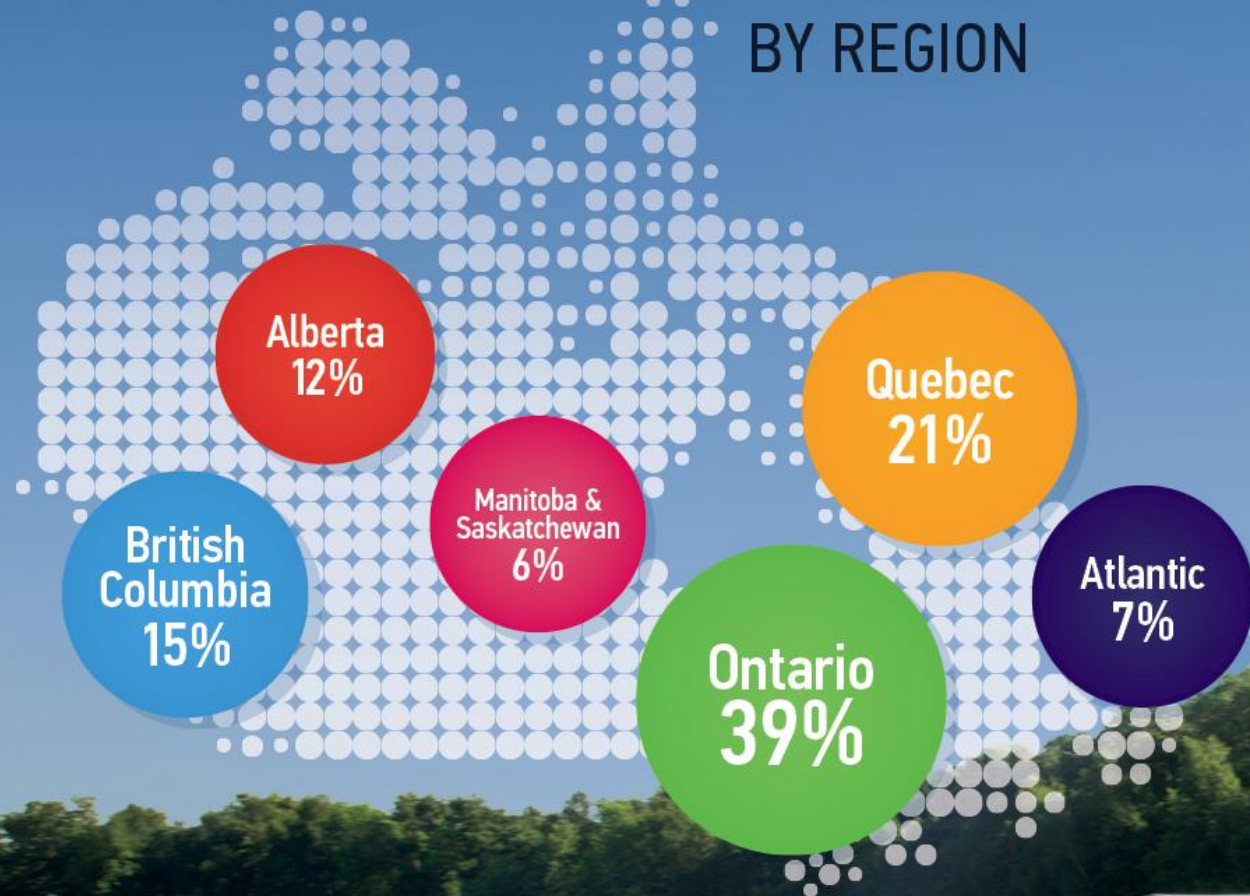 BY REGION
Alberta
12%
Quebec
21%
Manitoba &
Saskatchewan
6%
British
Columbia
15%
Atlantic
7%
Ontario
39%